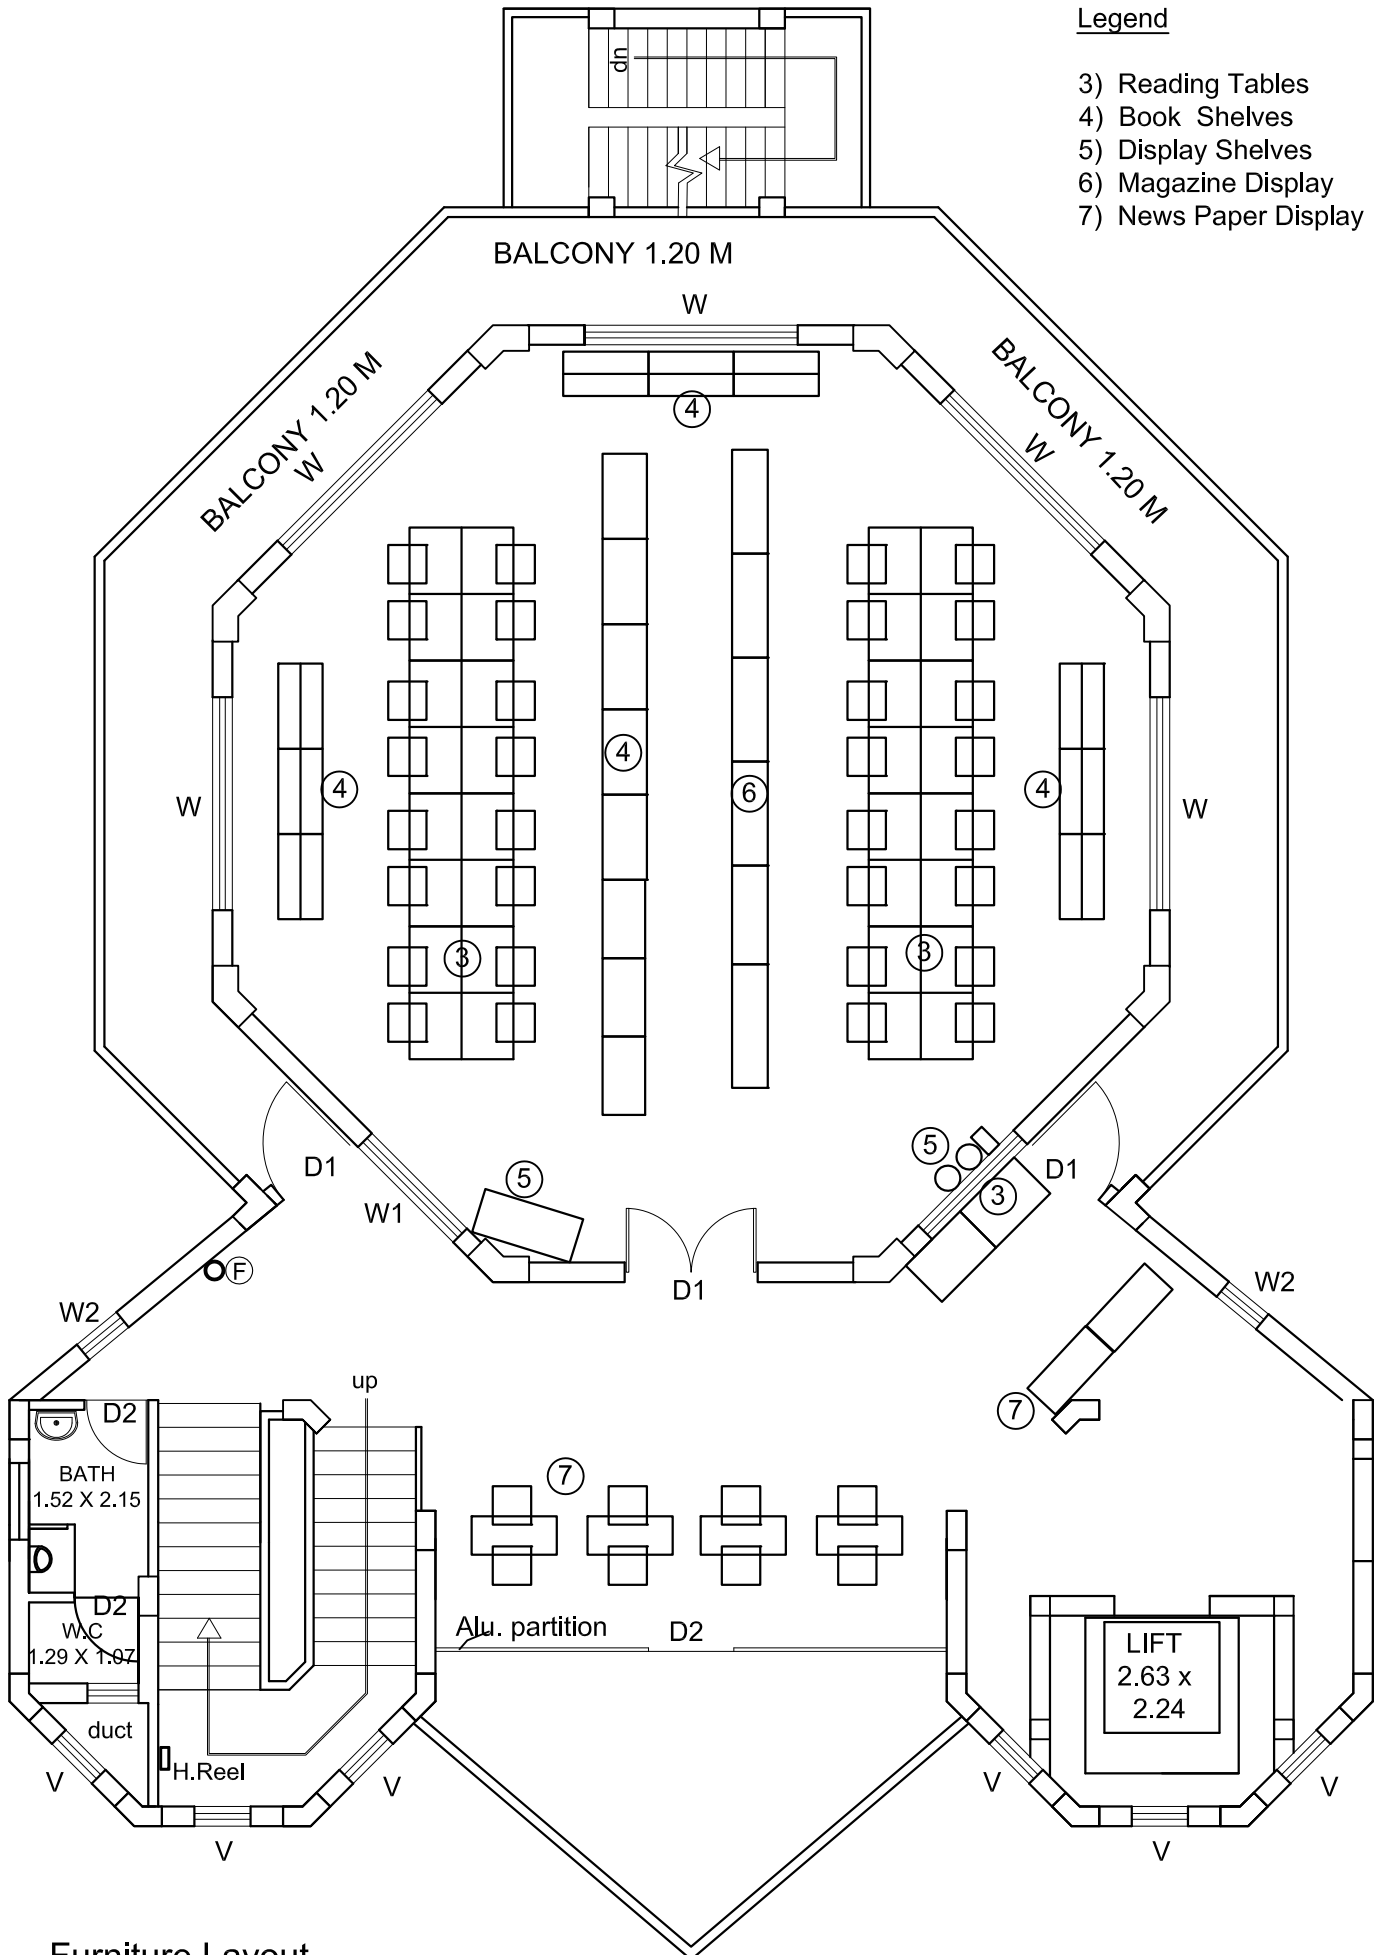 Legend
3) Reading Tables
4) Book Shelves
5) Display Shelves
6) Magazine Display
7) News Paper Display
dn
BALCONY 1.20 M
W
BALCONY 1.20 M
W
BALCONY 1.20 M
W
4
4
6
4
4
W
W
3
3
5
D1
5
D1
3
W1
F
D1
W2
W2
up
D2
7
7
BATH
1.52 X 2.15
D2
W.C
1.29 X 1.07
Alu. partition
D2
LIFT
2.63 x
2.24
duct
H.Reel
V
V
V
V
V
V
Furniture Layout